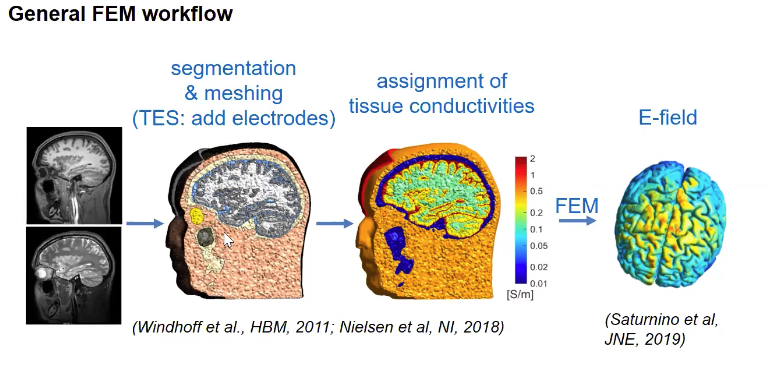 General FEM workflow
segmentation
& meshing
(TES: add electrodes)
assignment of
tissue conductivities
E-field
2
1
0.5
0.2
0.1
0.05
0.02
0.01
[S/m]
FEM
(Windhoff et al., HBM, 2011; Nielsen et al, NI, 2018)
(Saturnino et al,
JNE, 2019)